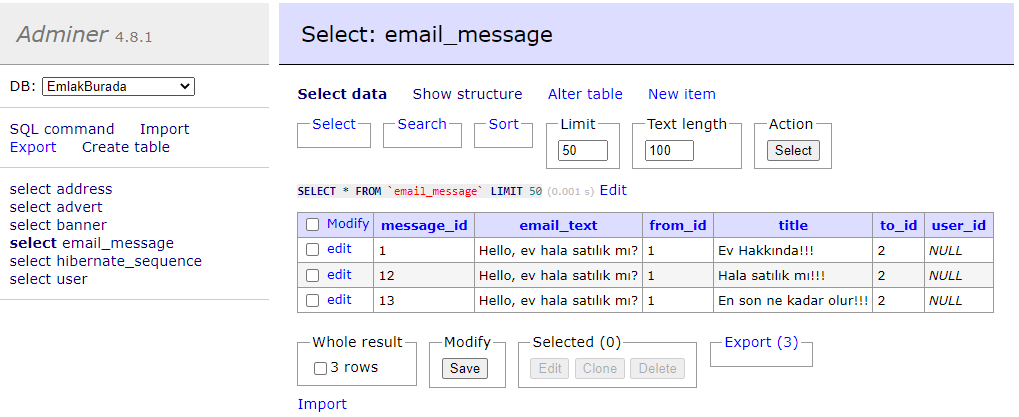 Adminer 4.8.1
DB: EmlakBurada
SQL command Import
Export Create table
select address
select advert
select banner
select email_message
select hibernate_sequence
select user
Select: email_message
Select data Show structure Alter table New item
Select Search Sort Limit Text length Action
50 100 Select
SELECT * FROM `email_message` LIMIT 50 (0.001 s) Edit
Modify message_id email_text from_id title to_id user_id
edit 1 Hello, ev hala satılık mı? 1 Ev Hakkında!!! 2 NULL
edit 12 Hello, ev hala satılık mı? 1 Hala satılık mı!!! 2 NULL
edit 13 Hello, ev hala satılık mı? 1 En son ne kadar olur!!! 2 NULL
Whole result Modify Selected (0) Export (3)
3 rows Save Edit Clone Delete
Import